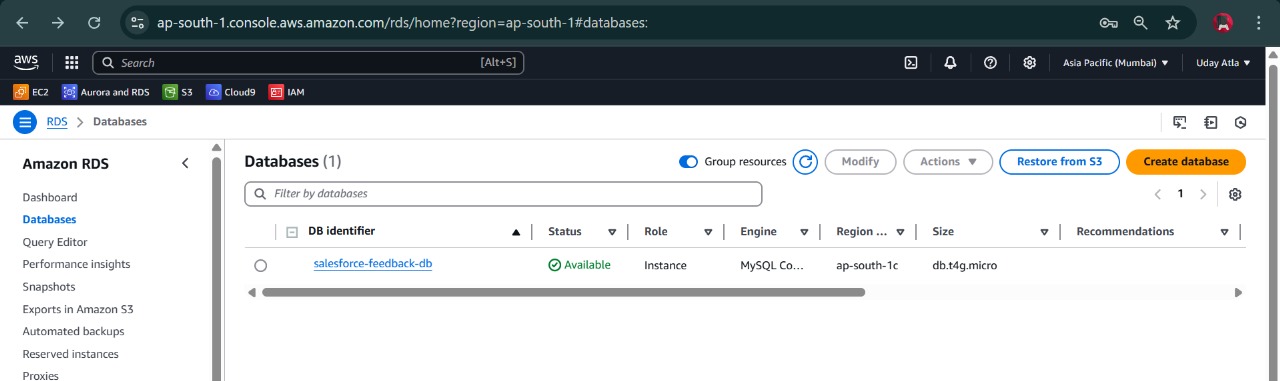 ap-south-1.console.aws.amazon.com/rds/home?region=ap-south-1#databases:
aws Search [Alt+S] Asia Pacific (Mumbai) Uday Atla
EC2 Aurora and RDS S3 Cloud9 IAM
RDS Databases
Amazon RDS
Dashboard
Databases
Query Editor
Performance insights
Snapshots
Exports in Amazon S3
Automated backups
Reserved instances
Proxies
Databases (1) Group resources Modify Actions Restore from S3 Create database
Filter by databases 1
DB identifier Status Role Engine Region ... Size Recommendations
salesforce-feedback-db Available Instance MySQL Co... ap-south-1c db.t4g.micro